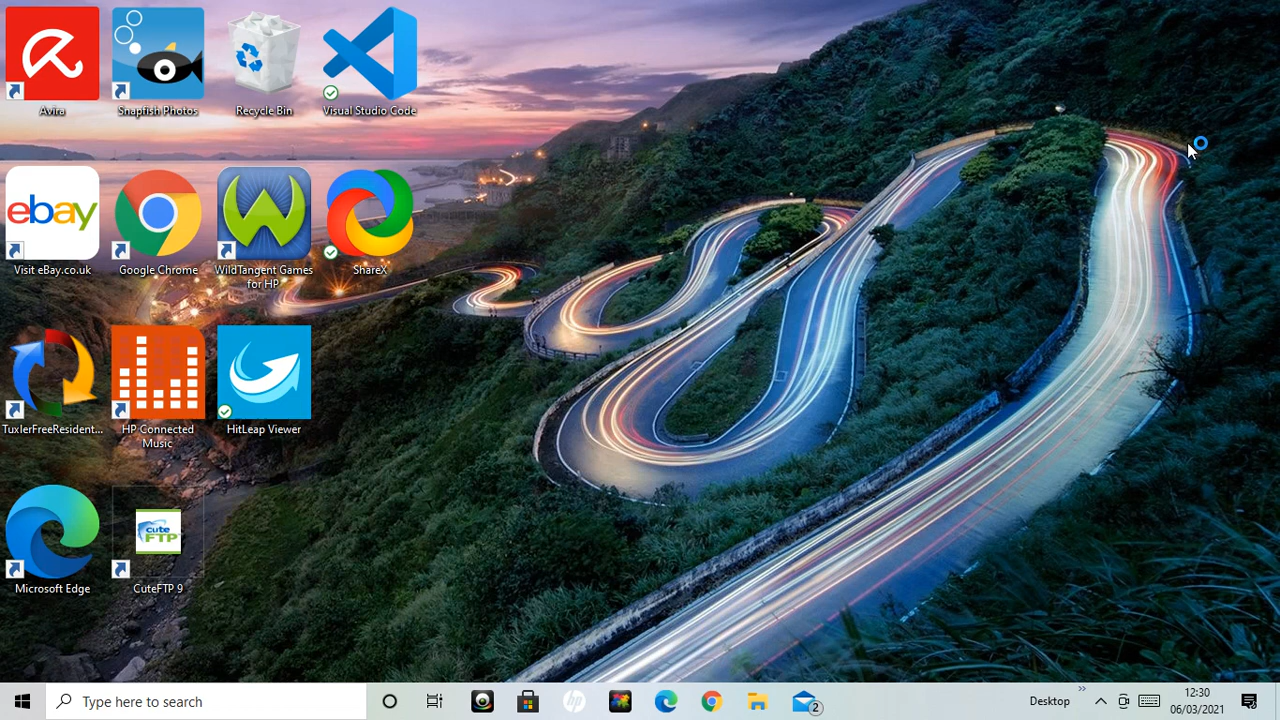 Avira
Snapfish Photos
Recycle Bin
Visual Studio Code
ebay
Visit eBay.co.uk
Google Chrome
WildTangent Games
for HP
ShareX
TuxlerFreeResident...
HP Connected
Music
HitLeap Viewer
Microsoft Edge
cute
FTP
CuteFTP 9
Type here to search
hp
2
Desktop
12:30
06/03/2021